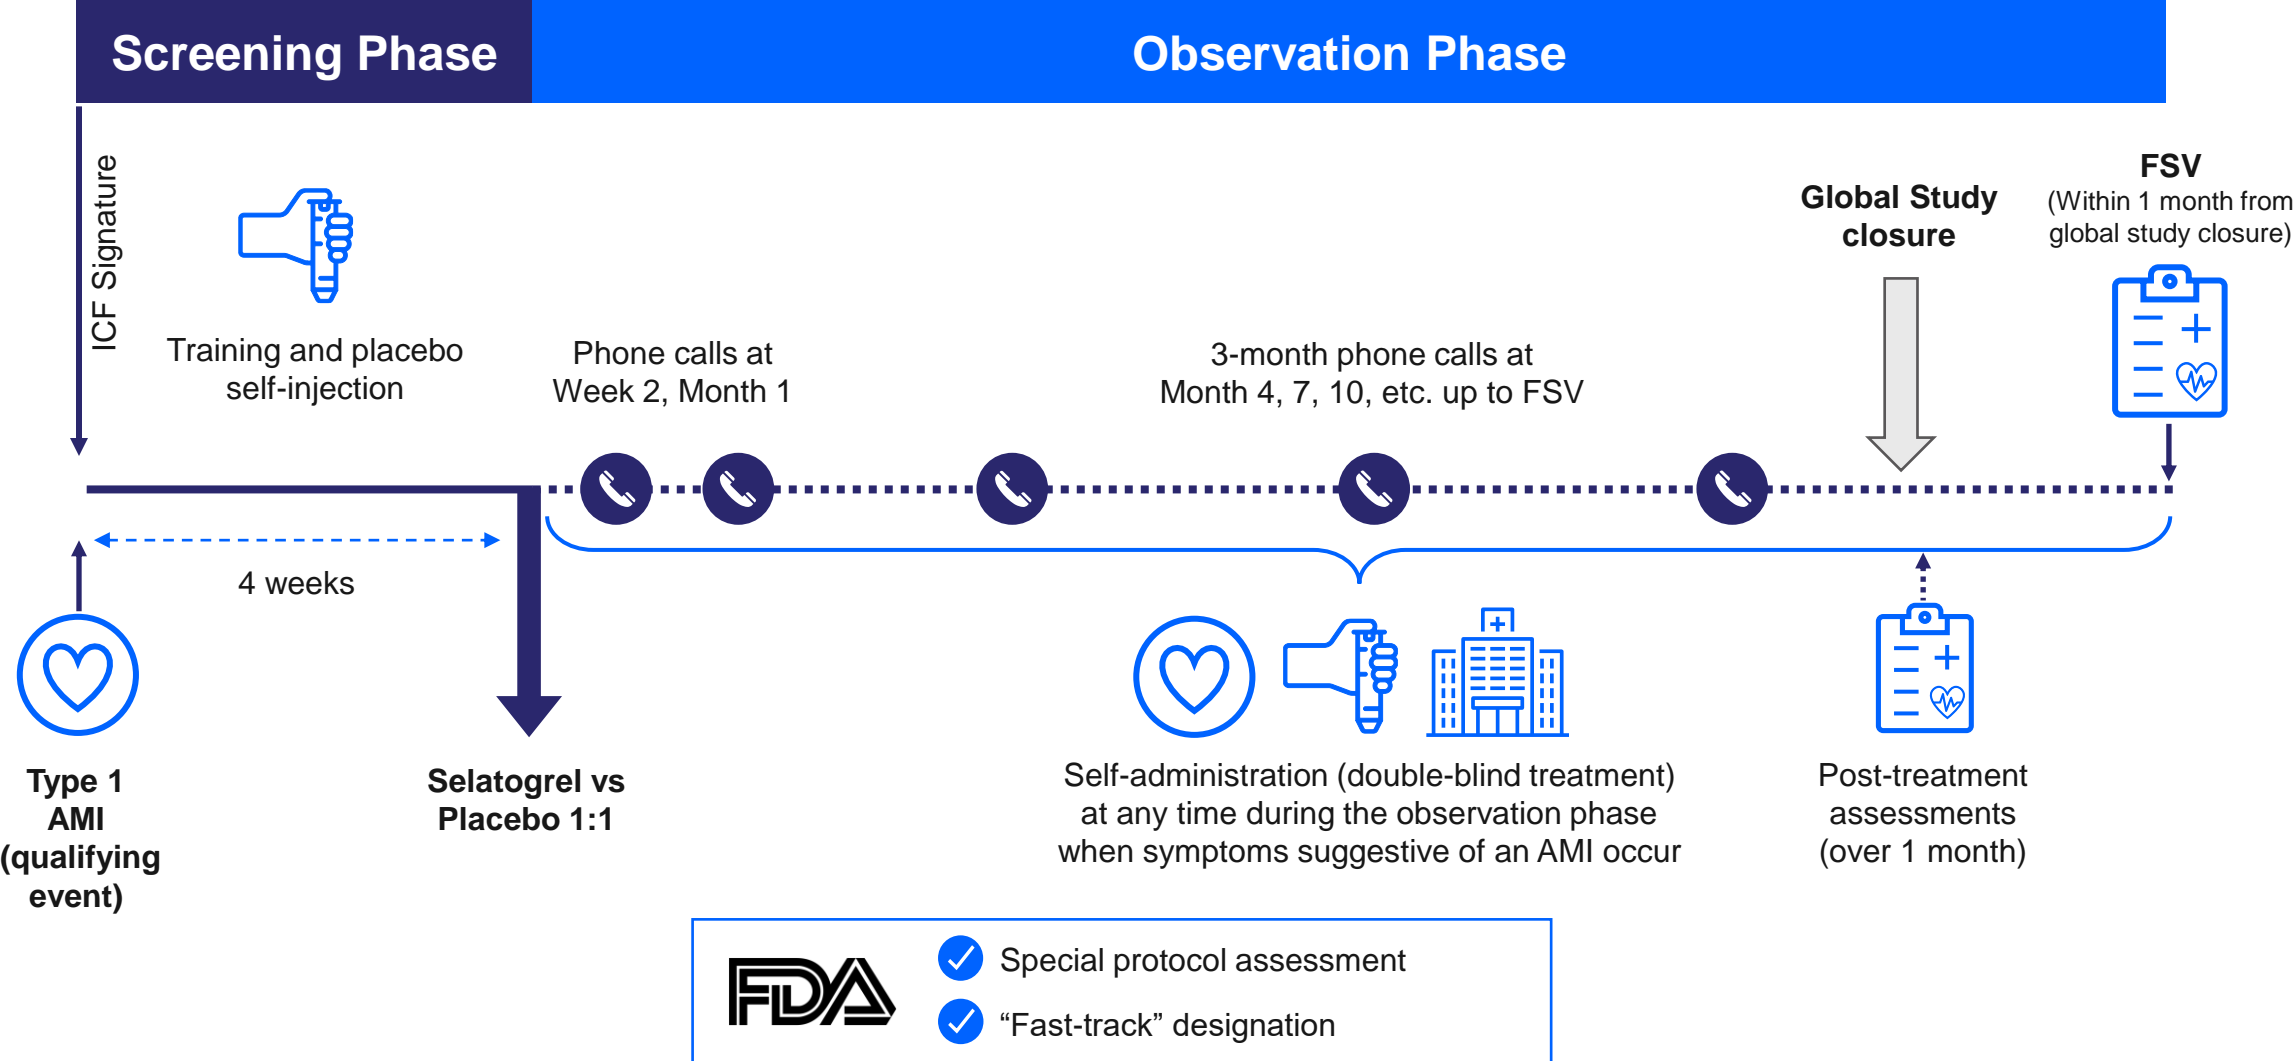 Screening Phase
Observation Phase
ICF Signature
Training and placebo
self-injection
Phone calls at
Week 2, Month 1
3-month phone calls at
Month 4, 7, 10, etc. up to FSV
Global Study
closure
FSV
(Within 1 month from
global study closure)
4 weeks
Type 1
AMI
(qualifying
event)
Selatogrel vs
Placebo 1:1
Self-administration (double-blind treatment)
at any time during the observation phase
when symptoms suggestive of an AMI occur
Post-treatment
assessments
(over 1 month)
FDA
Special protocol assessment
“Fast-track” designation